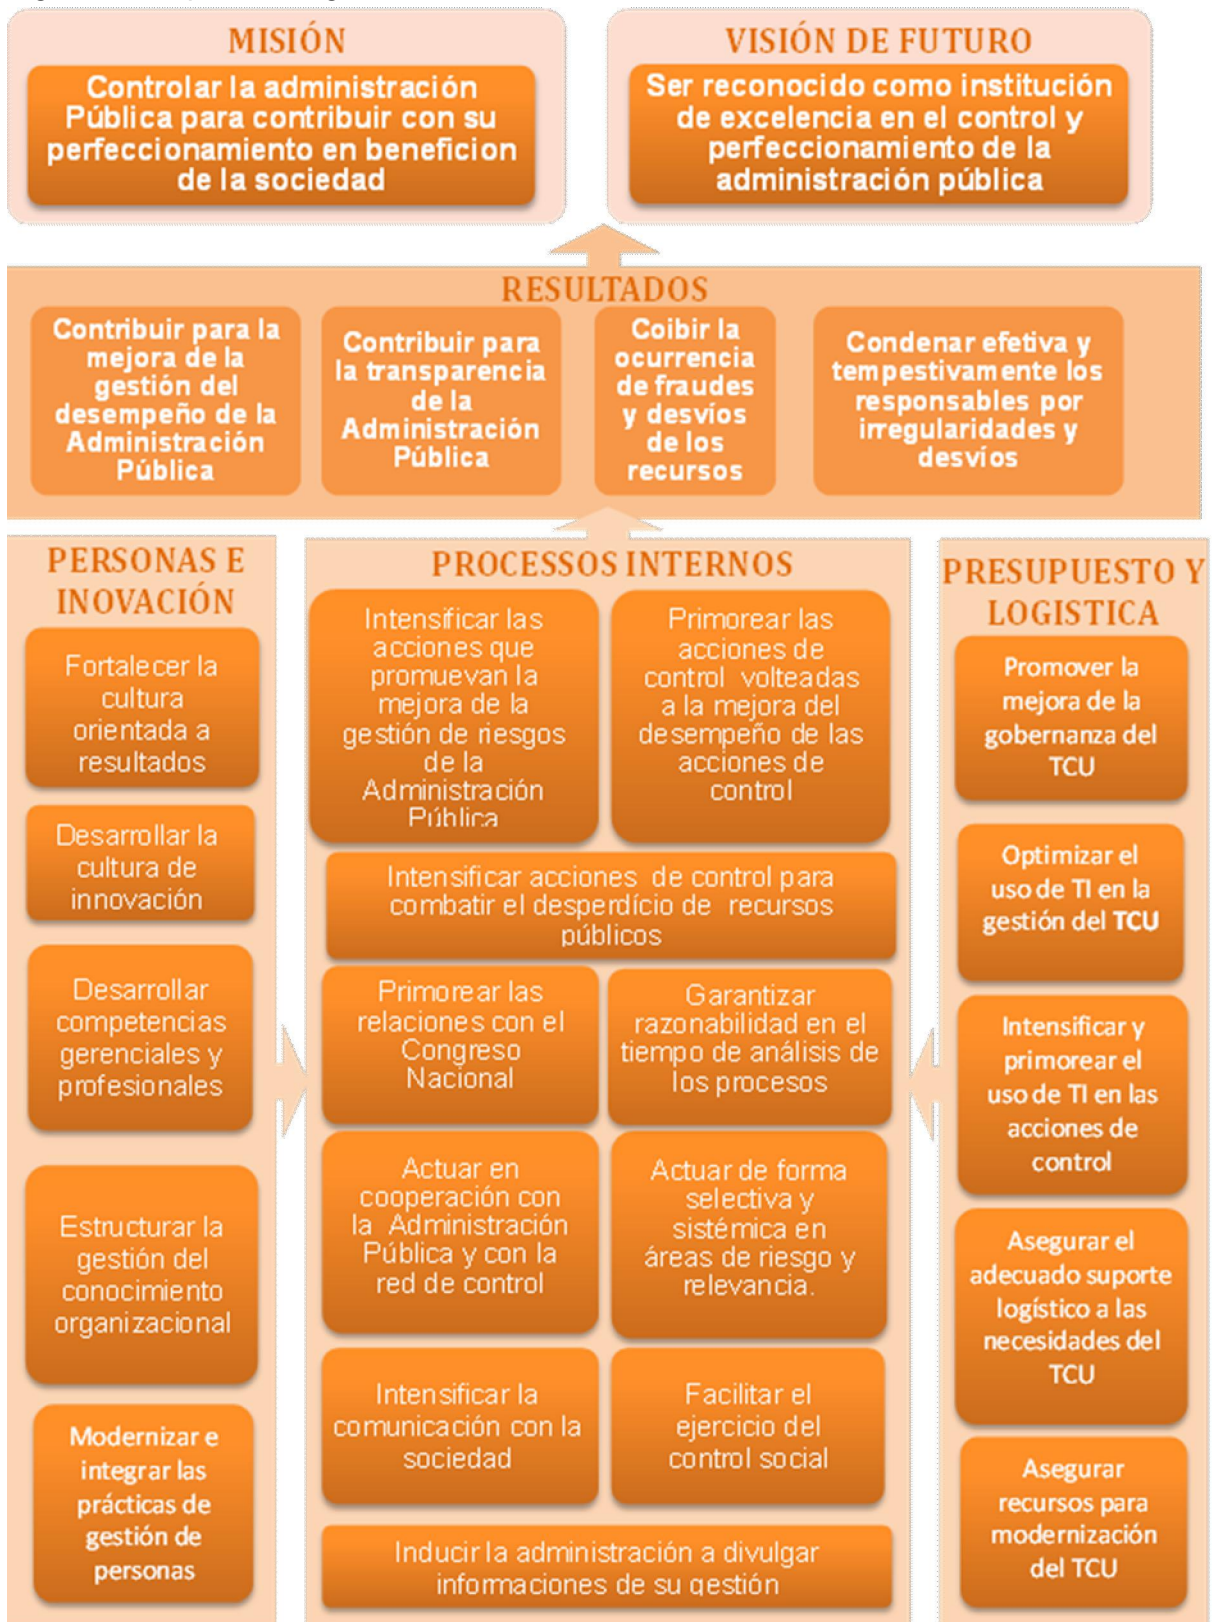 MISIÓN
Controlar la administración
Pública para contribuir con su
perfeccionamiento en beneficion
de la sociedad
VISIÓN DE FUTURO
Ser reconocido como institución
de excelencia en el control y
perfeccionamiento de la
administración pública
RESULTADOS
Contribuir para la
mejora de la
gestión del
desempeño de la
Administración
Pública
Contribuir para
la transparencia
de la
Administración
Pública
Coibir la
ocurrencia
de fraudes
y desvíos
de los
recursos
Condenar efetiva y
tempestivamente los
responsables por
irregularidades y
desvíos
PERSONAS E
INOVACIÓN
Fortalecer la
cultura
orientada a
resultados
Desarrollar la
cultura de
innovación
Desarrollar
competencias
gerenciales y
profesionales
Estructurar la
gestión del
conocimiento
organizacional
Modernizar e
integrar las
prácticas de
gestión de
personas
PROCESSOS INTERNOS
Intensificar las
acciones que
promuevan la
mejora de la
gestión de riesgos
de la
Administración
Pública
Primorear las
acciones de
control volteadas
a la mejora del
desempeño de las
acciones de
control
Intensificar acciones de control para
combatir el desperdício de recursos
públicos
Primorear las
relaciones con el
Congreso
Nacional
Garantizar
razonabilidad en el
tiempo de análisis de
los procesos
Actuar en
cooperación con
la Administración
Pública y con la
red de control
Actuar de forma
selectiva y
sistémica en
áreas de riesgo y
relevancia.
Intensificar la
comunicación con la
sociedad
Facilitar el
ejercicio del
control social
Inducir la administración a divulgar
informaciones de su gestión
PRESUPUESTO Y
LOGISTICA
Promover la
mejora de la
gobernanza del
TCU
Optimizar el
uso de TI en la
gestión del TCU
Intensificar y
primorear el
uso de TI en las
acciones de
control
Asegurar el
adecuado suporte
logístico a las
necesidades del
TCU
Asegurar
recursos para
modernización
del TCU